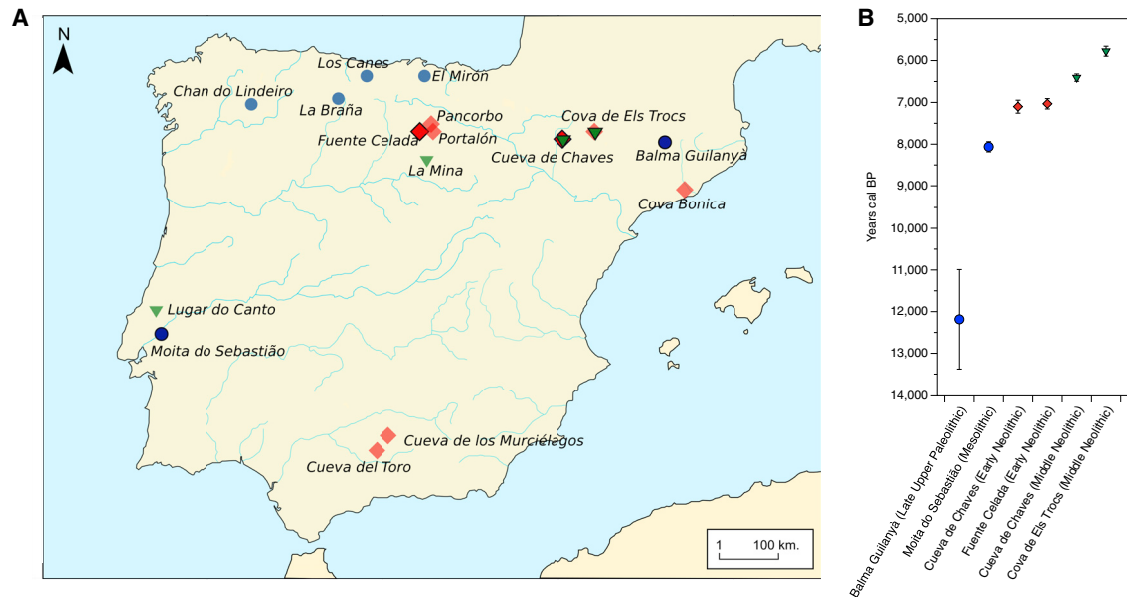 A
N
Los Canes
El Mirón
Chan do Lindeiro
La Braña
Pancorbo
Cova de Els Trocs
Fuente Celada
Portalón
Cueva de Chaves
Balma Guilanyà
La Mina
Cova Bonica
Lugar do Canto
Moita do Sebastião
Cueva de los Murciélagos
Cueva del Toro
1 100 km.
B
5,000
6,000
7,000
8,000
9,000
10,000
11,000
12,000
13,000
14,000
Years cal BP
Balma Guilanyà (Late Upper Paleolithic)
Moita do Sebastião (Mesolithic)
Cueva de Chaves (Early Neolithic)
Fuente Celada (Early Neolithic)
Cueva de Chaves (Middle Neolithic)
Cova de Els Trocs (Middle Neolithic)